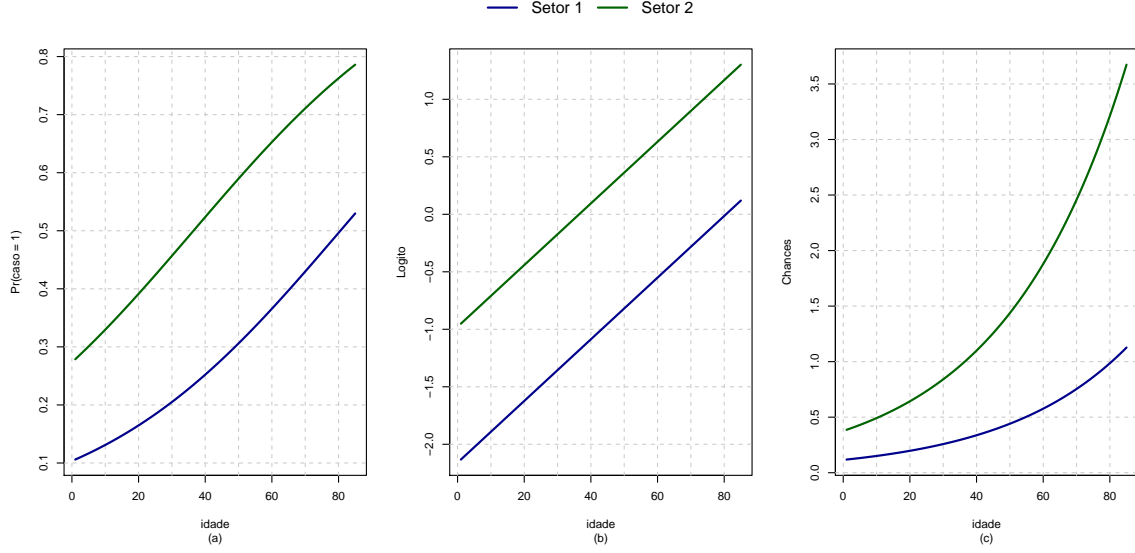 Setor 1 Setor 2
0.8
0.7
0.6
0.5
0.4
0.3
0.2
0.1
Pr(caso = 1)
0 20 40 60 80
idade
(a)
1.0
0.5
0.0
−0.5
−1.0
−1.5
−2.0
Logito
0 20 40 60 80
idade
(b)
3.5
3.0
2.5
2.0
1.5
1.0
0.5
0.0
Chances
0 20 40 60 80
idade
(c)